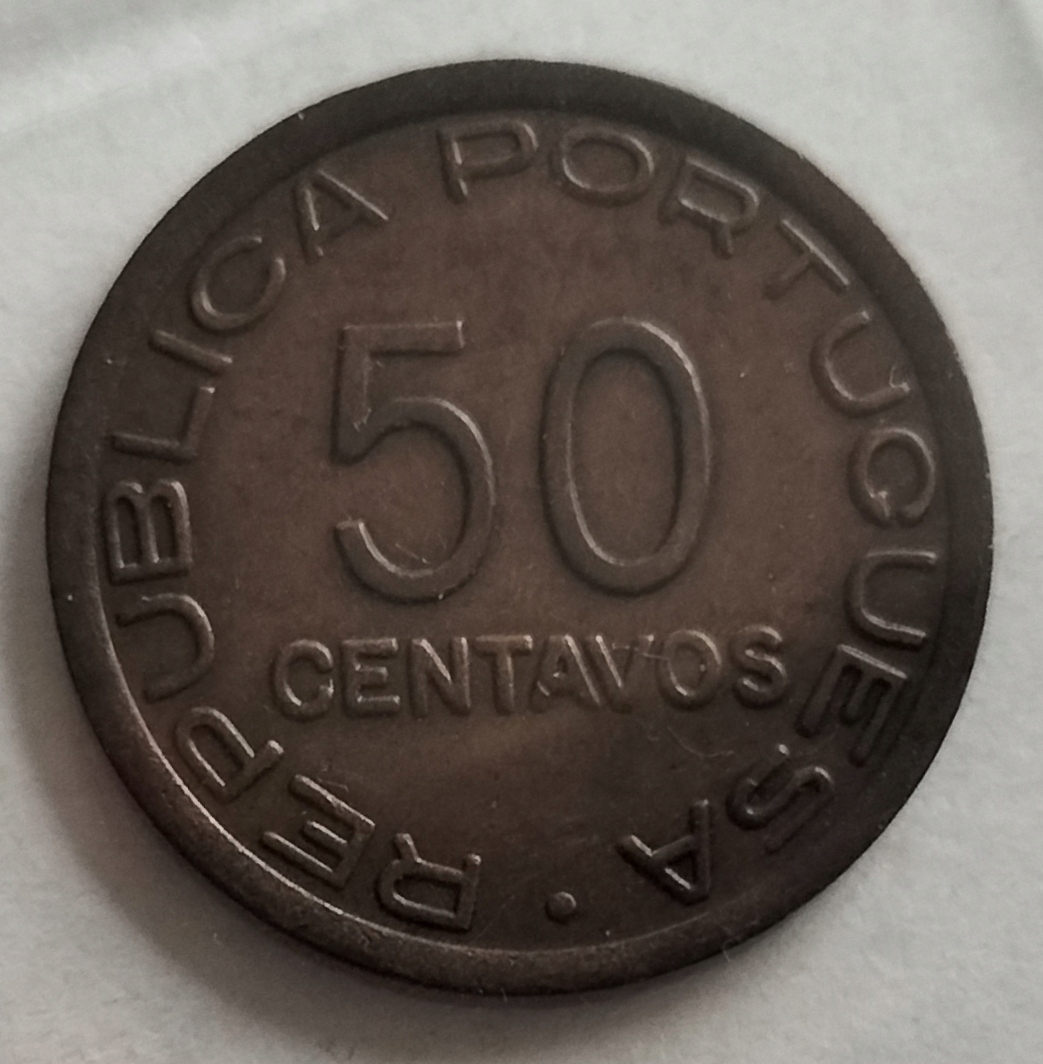 REPUBLICA PORTUGUESA •
50
CENTAVOS